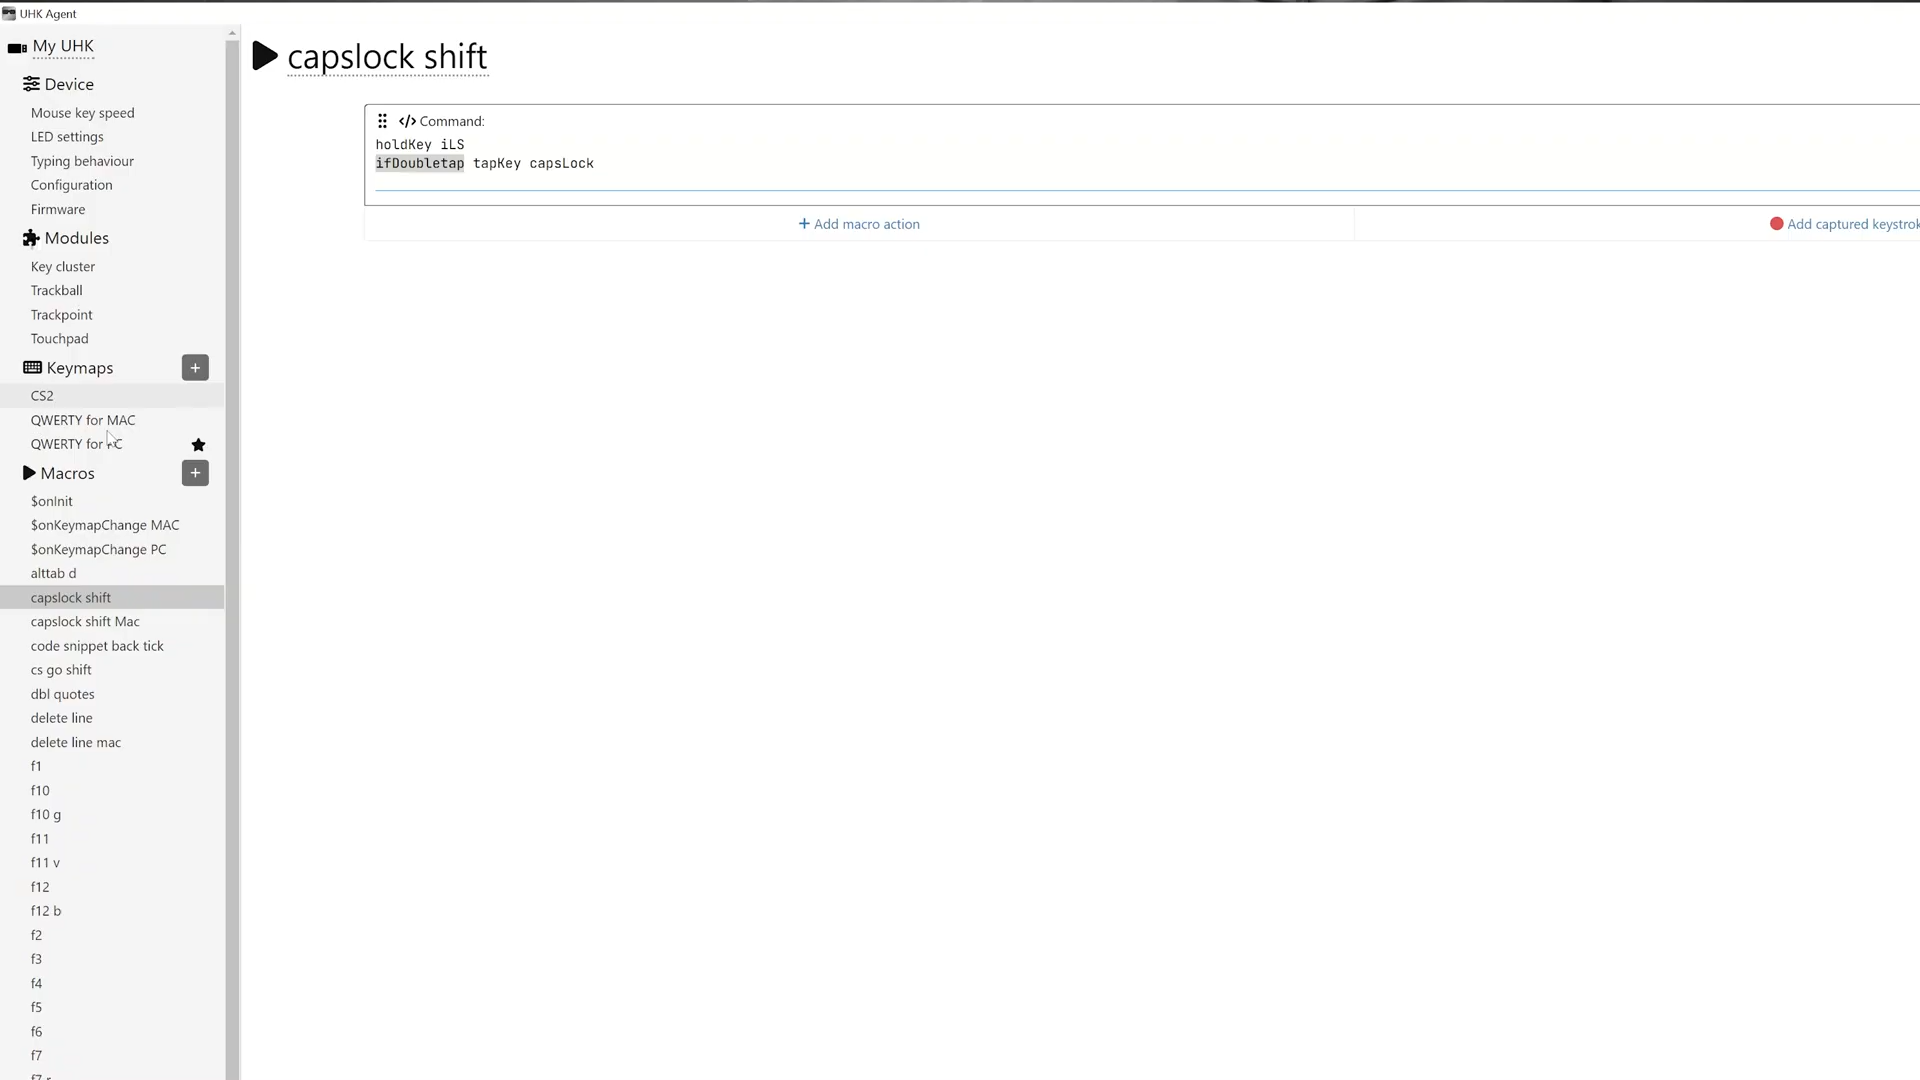 UHK Agent
My UHK
Device
Mouse key speed
LED settings
Typing behaviour
Configuration
Firmware
Modules
Key cluster
Trackball
Trackpoint
Touchpad
Keymaps
CS2
QWERTY for MAC
QWERTY for
Macros
$onInit
$onKeymapChange MAC
$onKeymapChange PC
alttab d
capslock shift
capslock shift Mac
code snippet back tick
cs go shift
dbl quotes
delete line
delete line mac
f1
f10
f10 g
f11
f11 v
f12
f12 b
f2
f3
f4
f5
f6
f7
capslock shift
</> Command:
holdKey iLS
ifDoubletap tapKey capsLock
+ Add macro action
Add captured keystrok